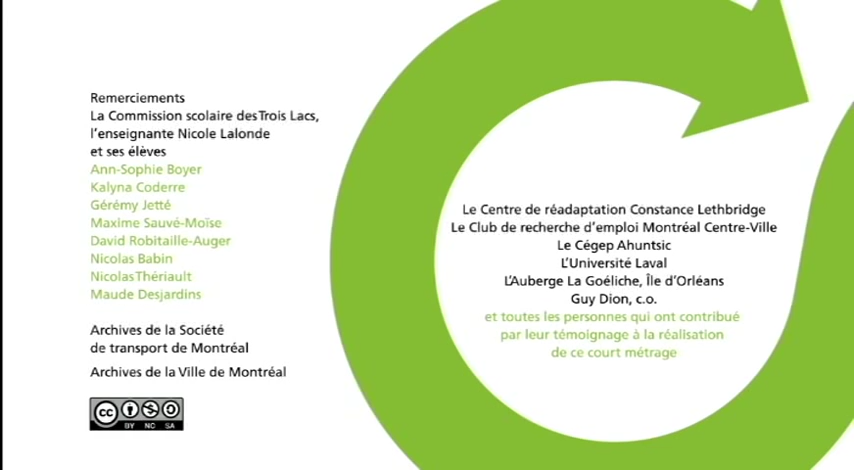 Remerciements
La Commission scolaire des Trois Lacs,
l'enseignante Nicole Lalonde
et ses élèves
Ann-Sophie Boyer
Kalyna Coderre
Gérémy Jetté
Maxime Sauvé-Moïse
David Robitaille-Auger
Nicolas Babin
Nicolas Thériault
Maude Desjardins
Archives de la Société
de transport de Montréal
Archives de la Ville de Montréal
cc
BY NC SA
Le Centre de réadaptation Constance Lethbridge
Le Club de recherche d'emploi Montréal Centre-Ville
Le Cégep Ahuntsic
L'Université Laval
L'Auberge La Goéliche, Île d'Orléans
Guy Dion, c.o.
et toutes les personnes qui ont contribué
par leur témoignage à la réalisation
de ce court métrage